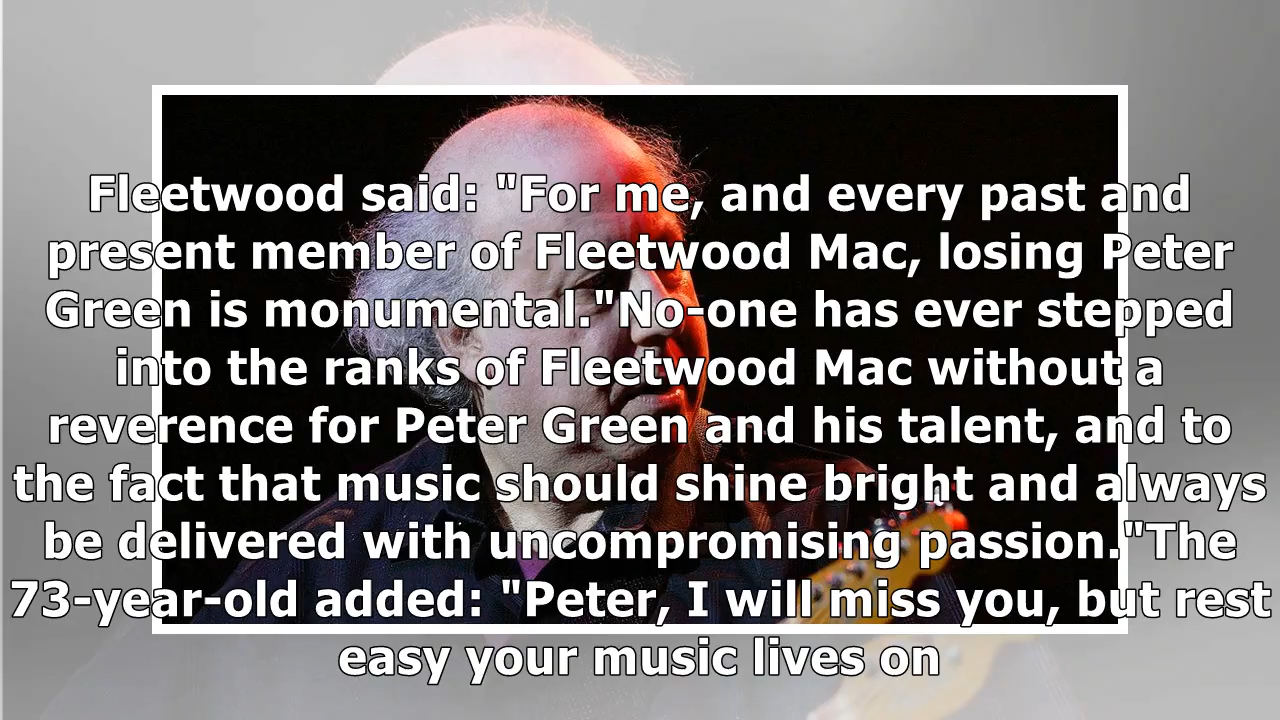 Fleetwood said: "For me, and every past and
present member of Fleetwood Mac, losing Peter
Green is monumental."No-one has ever stepped
into the ranks of Fleetwood Mac without a
reverence for Peter Green and his talent, and to
the fact that music should shine bright and always
be delivered with uncompromising passion."The
73-year-old added: "Peter, I will miss you, but rest
easy your music lives on